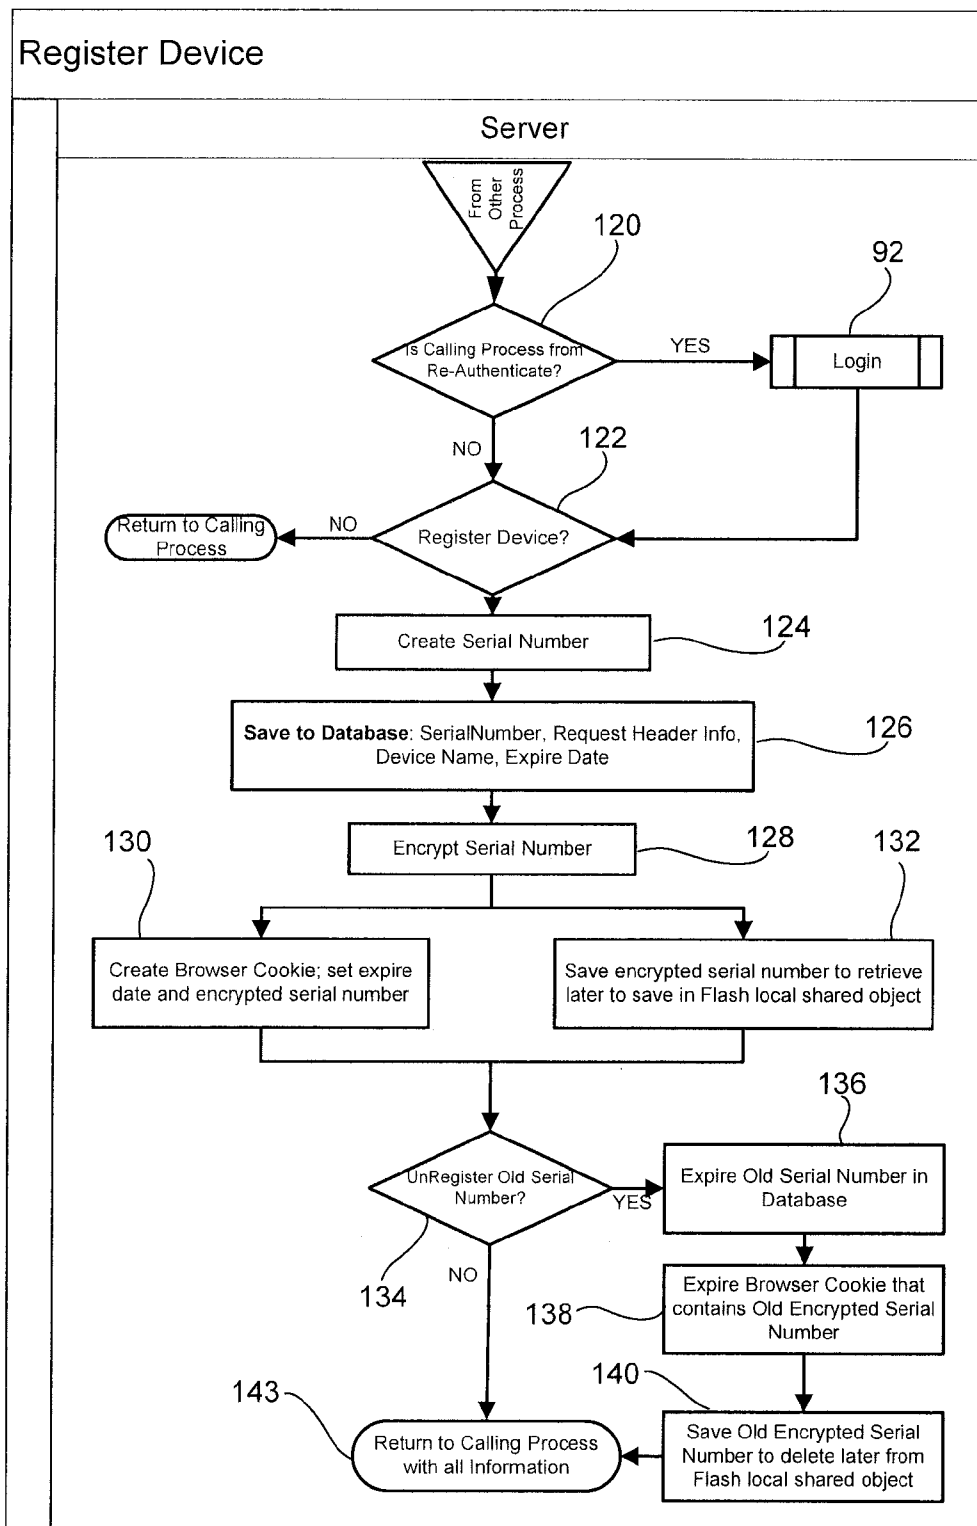 Register Device
Server
From
Other
Process
120
92
Is Calling Process from
Re-Authenticate?
YES
Login
NO
122
Return to Calling
Process
NO
Register Device?
Create Serial Number
124
Save to Database: SerialNumber, Request Header Info,
Device Name, Expire Date
126
Encrypt Serial Number
128
130
132
Create Browser Cookie; set expire
date and encrypted serial number
Save encrypted serial number to retrieve
later to save in Flash local shared object
136
UnRegister Old Serial
Number?
YES
Expire Old Serial Number in
Database
134
NO
Expire Browser Cookie that
contains Old Encrypted Serial
Number
138
140
143
Return to Calling Process
with all Information
Save Old Encrypted Serial
Number to delete later from
Flash local shared object